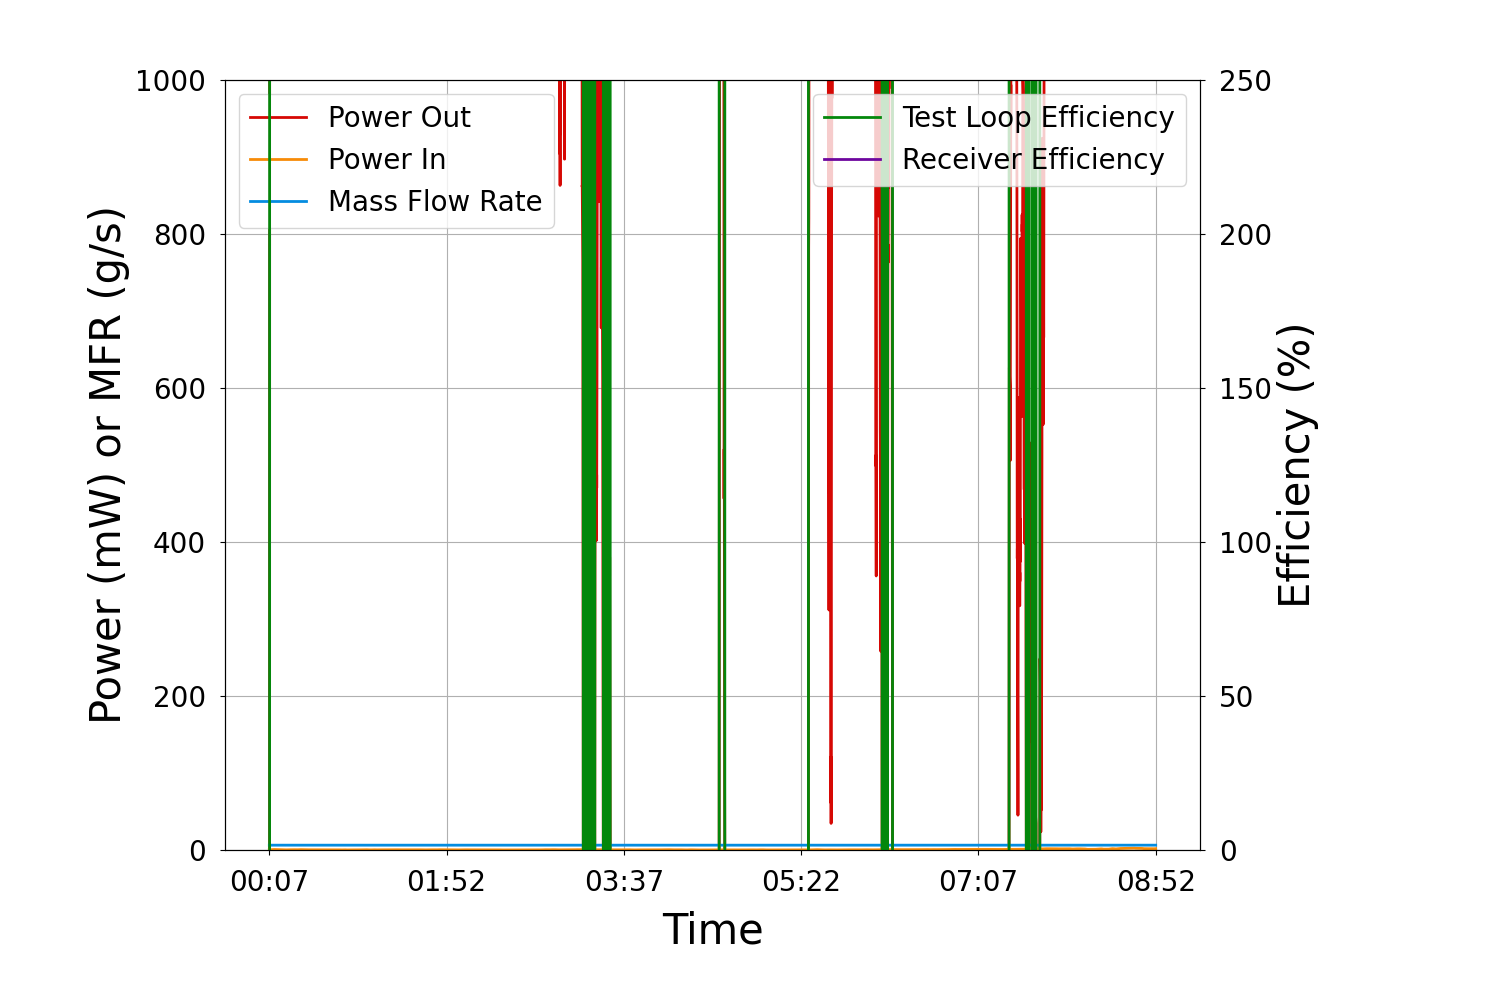 1000
800
600
400
200
0
Power (mW) or MFR (g/s)
Power Out
Power In
Mass Flow Rate
Test Loop Efficiency
Receiver Efficiency
250
200
150
100
50
0
Efficiency (%)
00:07 01:52 03:37 05:22 07:07 08:52
Time